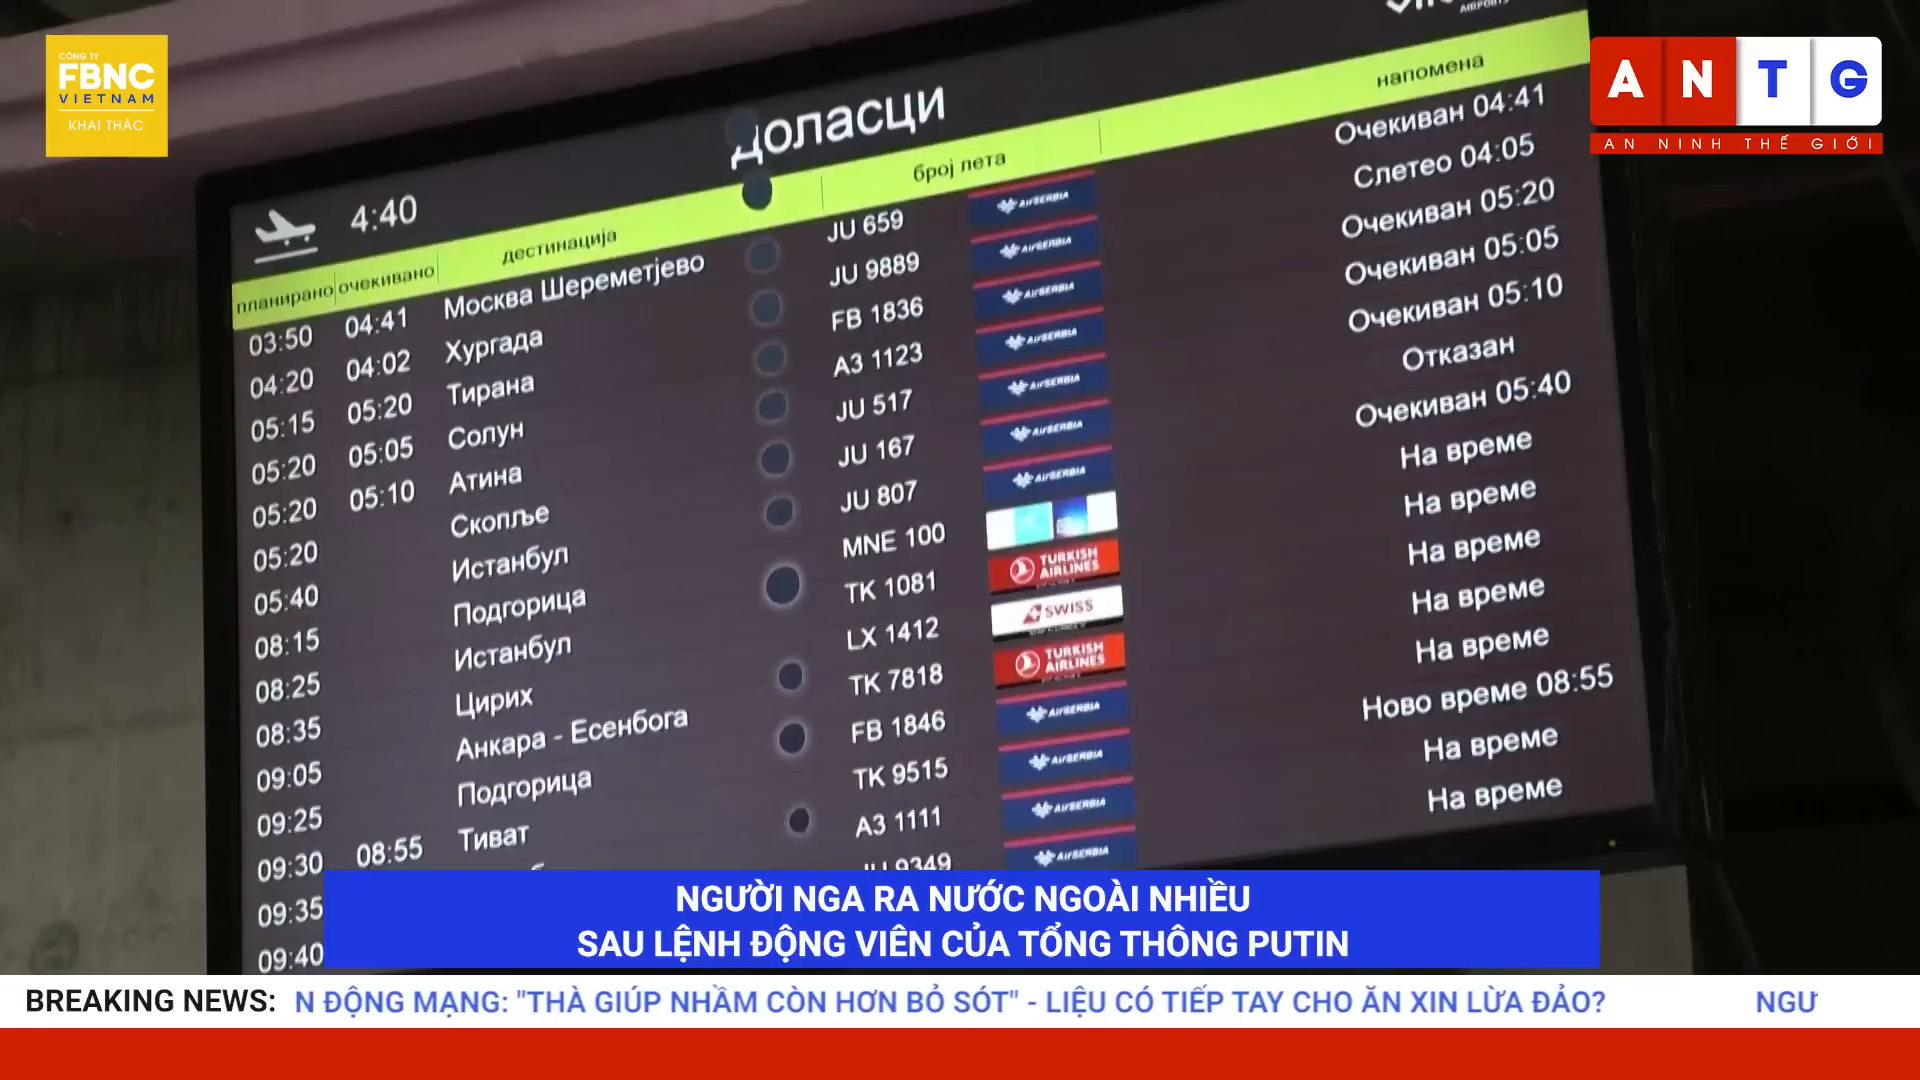 CÔNG TY
FBNC
VIETNAM
KHAI THÁC
AIRPORTS
A N T G
AN NINH THẾ GIỚI
4:40
Доласци
планирано очекивано дестинација број лета напомена
03:50 04:41 Москва Шереметјево JU 659 AirSERBIA Очекиван 04:41
04:20 04:02 Хургада JU 9889 AirSERBIA Слетео 04:05
05:15 05:20 Тирана FB 1836 AirSERBIA Очекиван 05:20
05:20 05:05 Солун A3 1123 AirSERBIA Очекиван 05:05
05:20 05:10 Атина JU 517 AirSERBIA Очекиван 05:10
05:20 Скопље JU 167 AirSERBIA Отказан
05:40 Истанбул JU 807 AirSERBIA Очекиван 05:40
08:15 Подгорица MNE 100 На време
08:25 Истанбул TK 1081 TURKISH AIRLINES На време
08:35 Цирих LX 1412 SWISS На време
09:05 Анкара - Есенбога TK 7818 TURKISH AIRLINES На време
09:25 Подгорица FB 1846 AirSERBIA На време
09:30 08:55 Тиват TK 9515 AirSERBIA Ново време 08:55
09:35 A3 1111 AirSERBIA На време
09:40 JU 9349 AirSERBIA На време
NGƯỜI NGA RA NƯỚC NGOÀI NHIỀU
SAU LỆNH ĐỘNG VIÊN CỦA TỔNG THỐNG PUTIN
BREAKING NEWS: N ĐỘNG MẠNG: "THÀ GIÚP NHẦM CÒN HƠN BỎ SÓT" - LIỆU CÓ TIẾP TAY CHO ĂN XIN LỪA ĐẢO? NGƯ